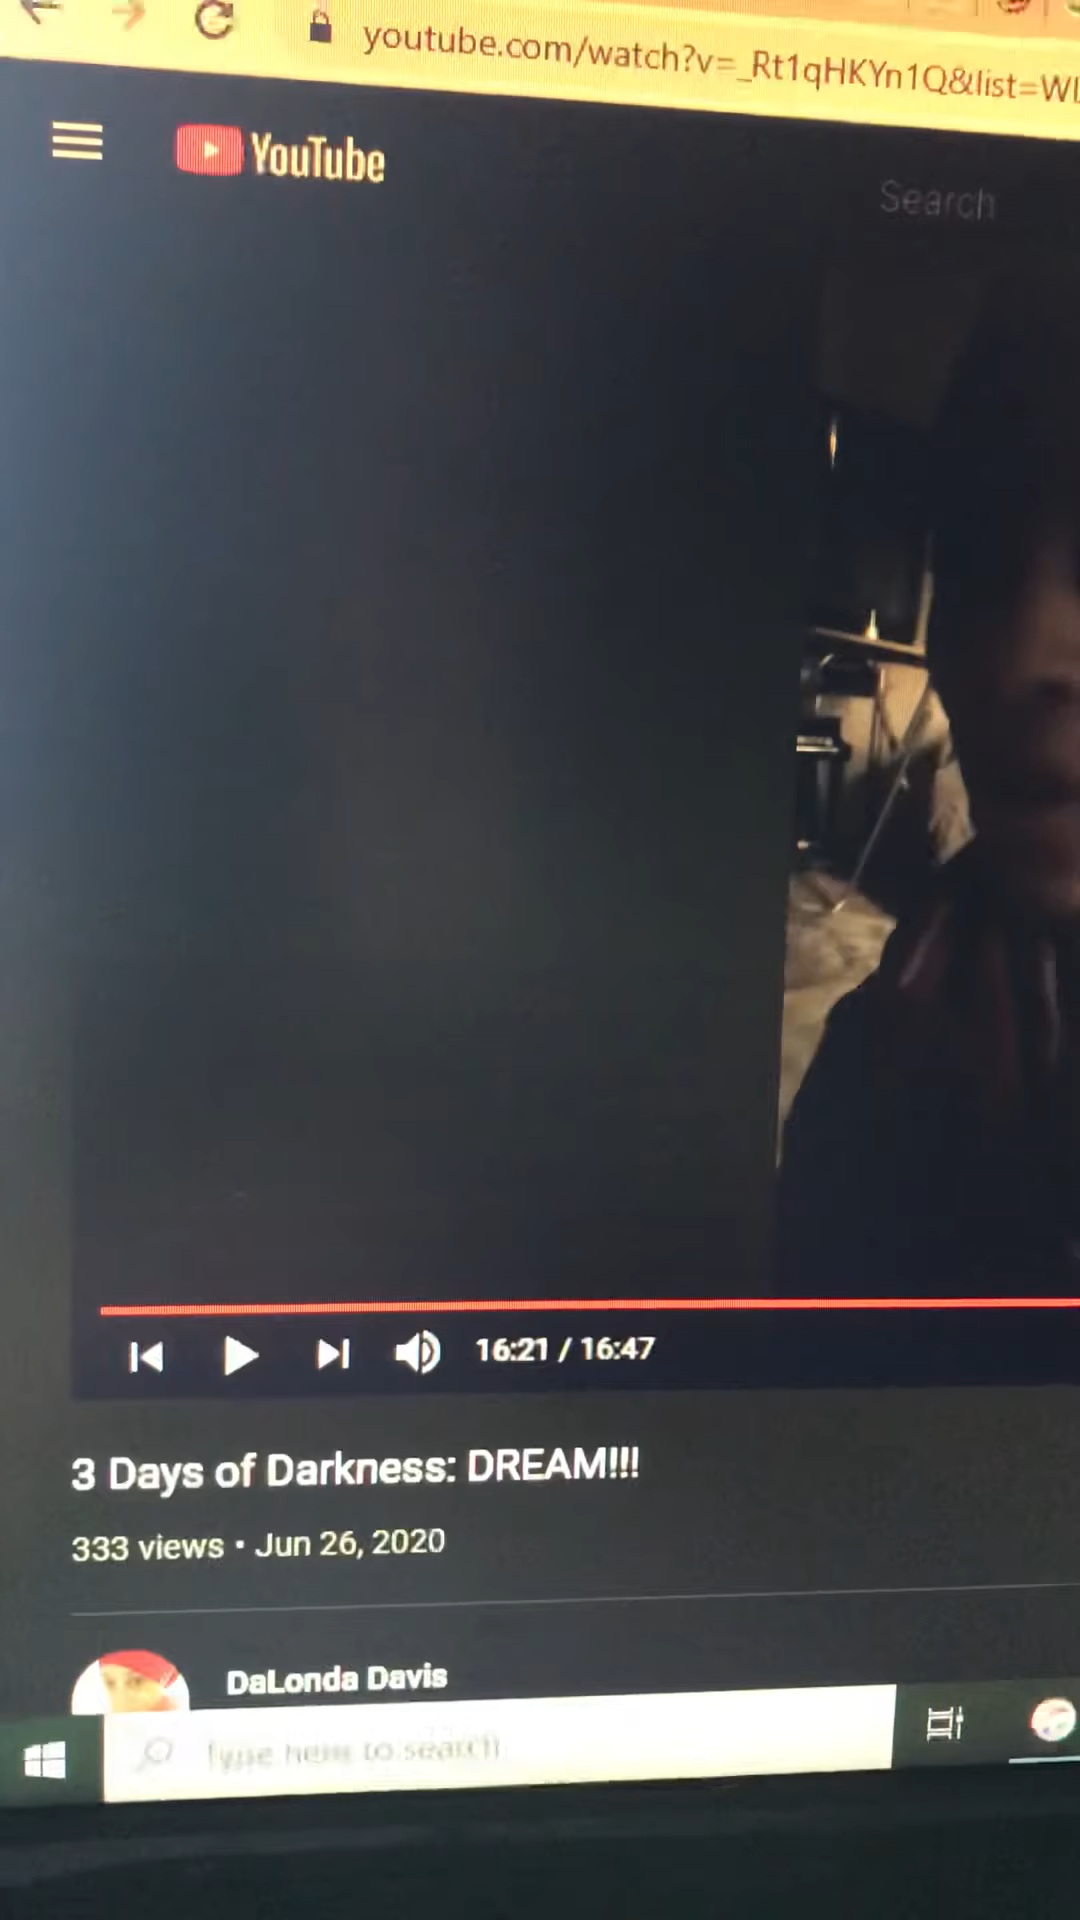 youtube.com/watch?v=_Rt1qHKYn1Q&list=WL
YouTube
Search
16:21 / 16:47
3 Days of Darkness: DREAM!!!
333 views • Jun 26, 2020
DaLonda Davis
Type here to search